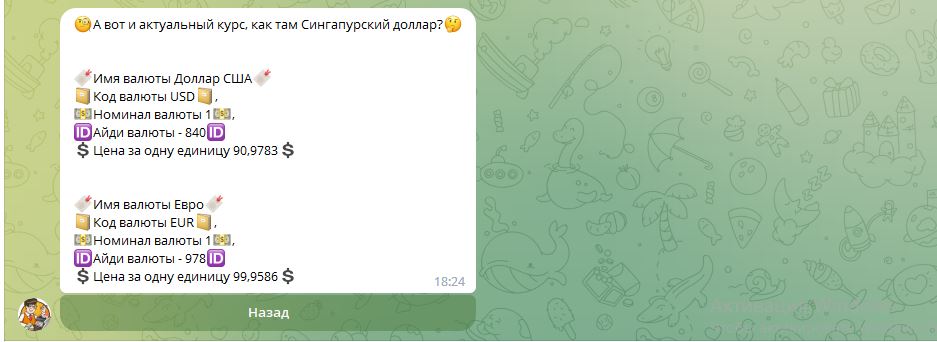 🧐А вот и актуальный курс, как там Сингапурский доллар?🤔
Имя валюты Доллар США
Код валюты USD,
Номинал валюты 1,
🆔Айди валюты - 840🆔
💲Цена за одну единицу 90,9783💲
Имя валюты Евро
Код валюты EUR,
Номинал валюты 1,
🆔Айди валюты - 978🆔
💲Цена за одну единицу 99,9586💲
18:24
Назад
Активация Windows